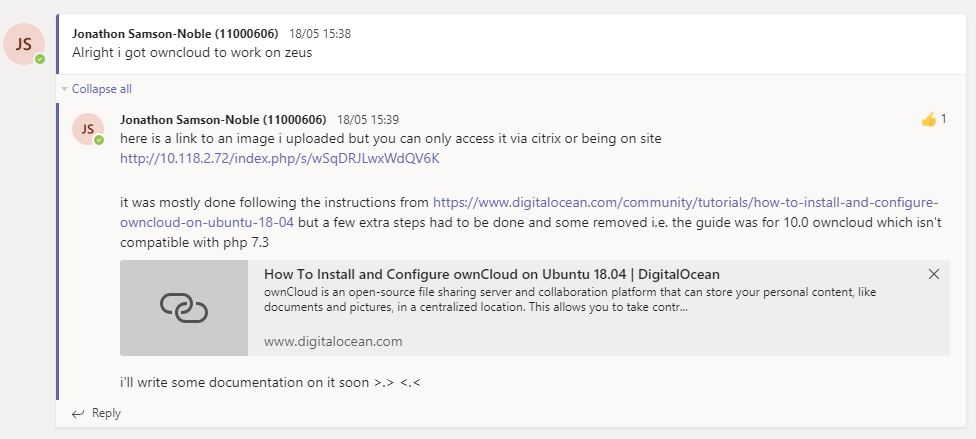 JS
Jonathon Samson-Noble (11000606) 18/05 15:38
Alright i got owncloud to work on zeus
Collapse all
JS
Jonathon Samson-Noble (11000606) 18/05 15:39
👍 1
here is a link to an image i uploaded but you can only access it via citrix or being on site
http://10.118.2.72/index.php/s/wSqDRJLwxWdQV6K
it was mostly done following the instructions from https://www.digitalocean.com/community/tutorials/how-to-install-and-configure-
owncloud-on-ubuntu-18-04 but a few extra steps had to be done and some removed i.e. the guide was for 10.0 owncloud which isn't
compatible with php 7.3
How To Install and Configure ownCloud on Ubuntu 18.04 | DigitalOcean
ownCloud is an open-source file sharing server and collaboration platform that can store your personal content, like
documents and pictures, in a centralized location. This allows you to take contr...
www.digitalocean.com
i'll write some documentation on it soon >.> <.<
Reply